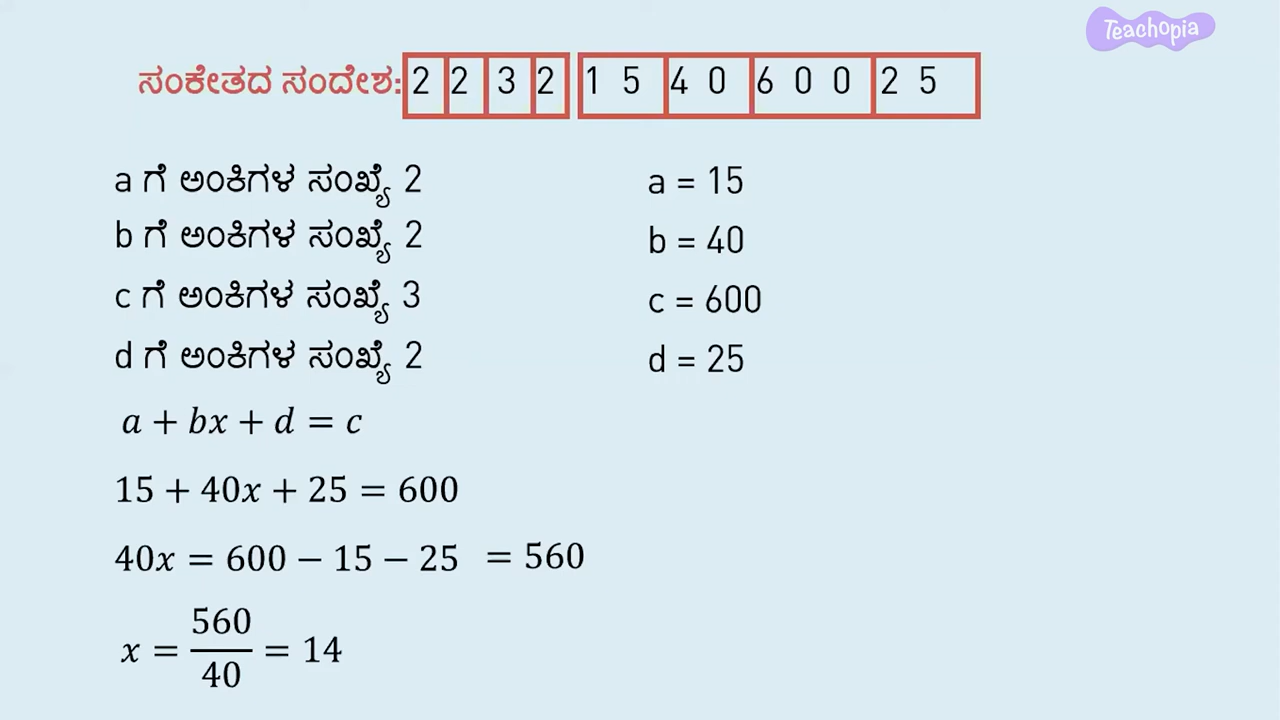 Teachopia
ಸಂಕೇತದ ಸಂದೇಶ: 2 2 3 2 1 5 4 0 6 0 0 2 5
a ಗೆ ಅಂಕಿಗಳ ಸಂಖ್ಯೆ 2
a = 15
b ಗೆ ಅಂಕಿಗಳ ಸಂಖ್ಯೆ 2
b = 40
c ಗೆ ಅಂಕಿಗಳ ಸಂಖ್ಯೆ 3
c = 600
d ಗೆ ಅಂಕಿಗಳ ಸಂಖ್ಯೆ 2
d = 25
a + bx + d = c
15 + 40x + 25 = 600
40x = 600 − 15 − 25 = 560
x = 560/40 = 14